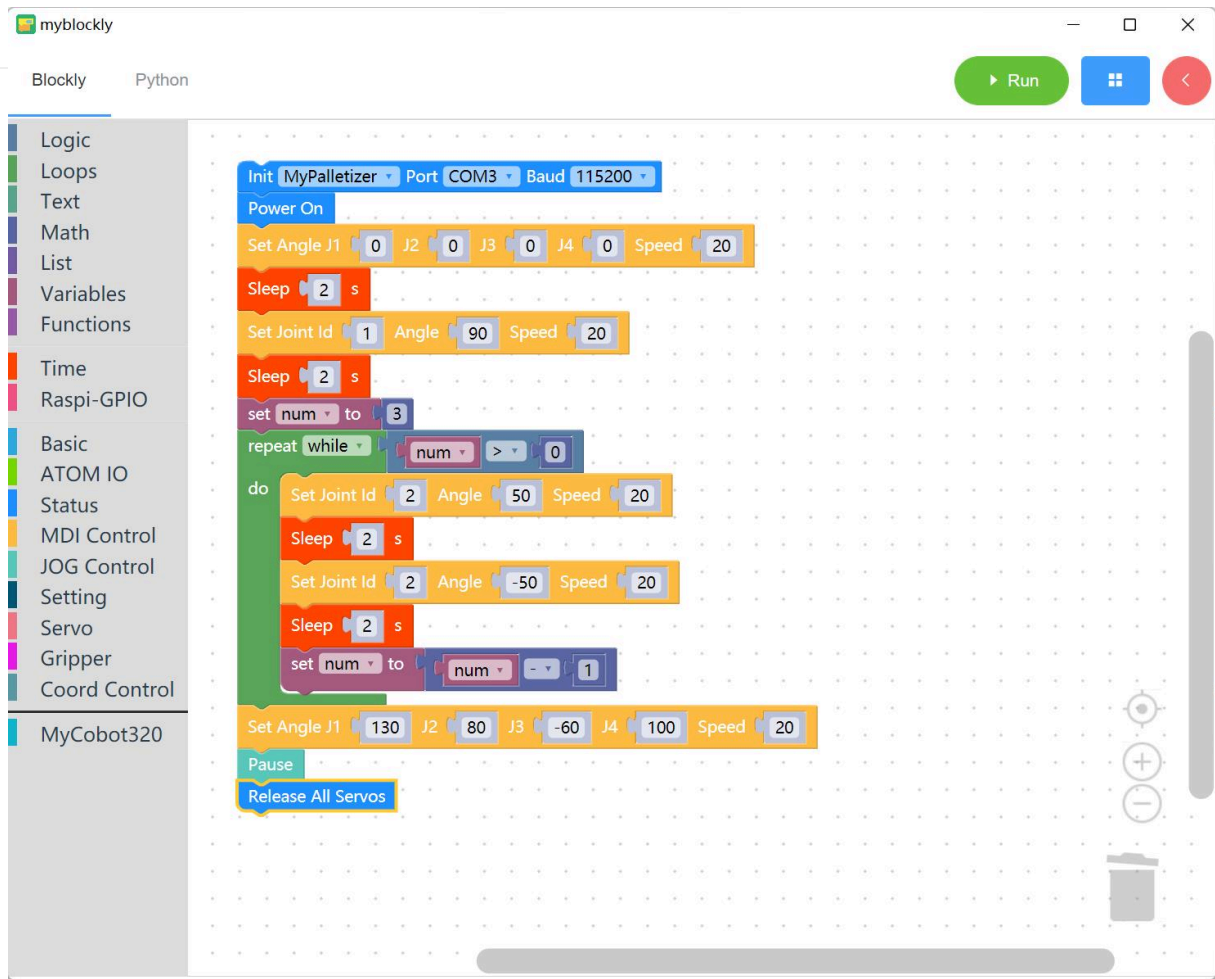 myblockly
Blockly Python Run
Logic
Loops
Text
Math
List
Variables
Functions
Time
Raspi-GPIO
Basic
ATOM IO
Status
MDI Control
JOG Control
Setting
Servo
Gripper
Coord Control
MyCobot320
Init MyPalletizer Port COM3 Baud 115200
Power On
Set Angle J1 0 J2 0 J3 0 J4 0 Speed 20
Sleep 2 s
Set Joint Id 1 Angle 90 Speed 20
Sleep 2 s
set num to 3
repeat while num > 0
do Set Joint Id 2 Angle 50 Speed 20
Sleep 2 s
Set Joint Id 2 Angle -50 Speed 20
Sleep 2 s
set num to num - 1
Set Angle J1 130 J2 80 J3 -60 J4 100 Speed 20
Pause
Release All Servos